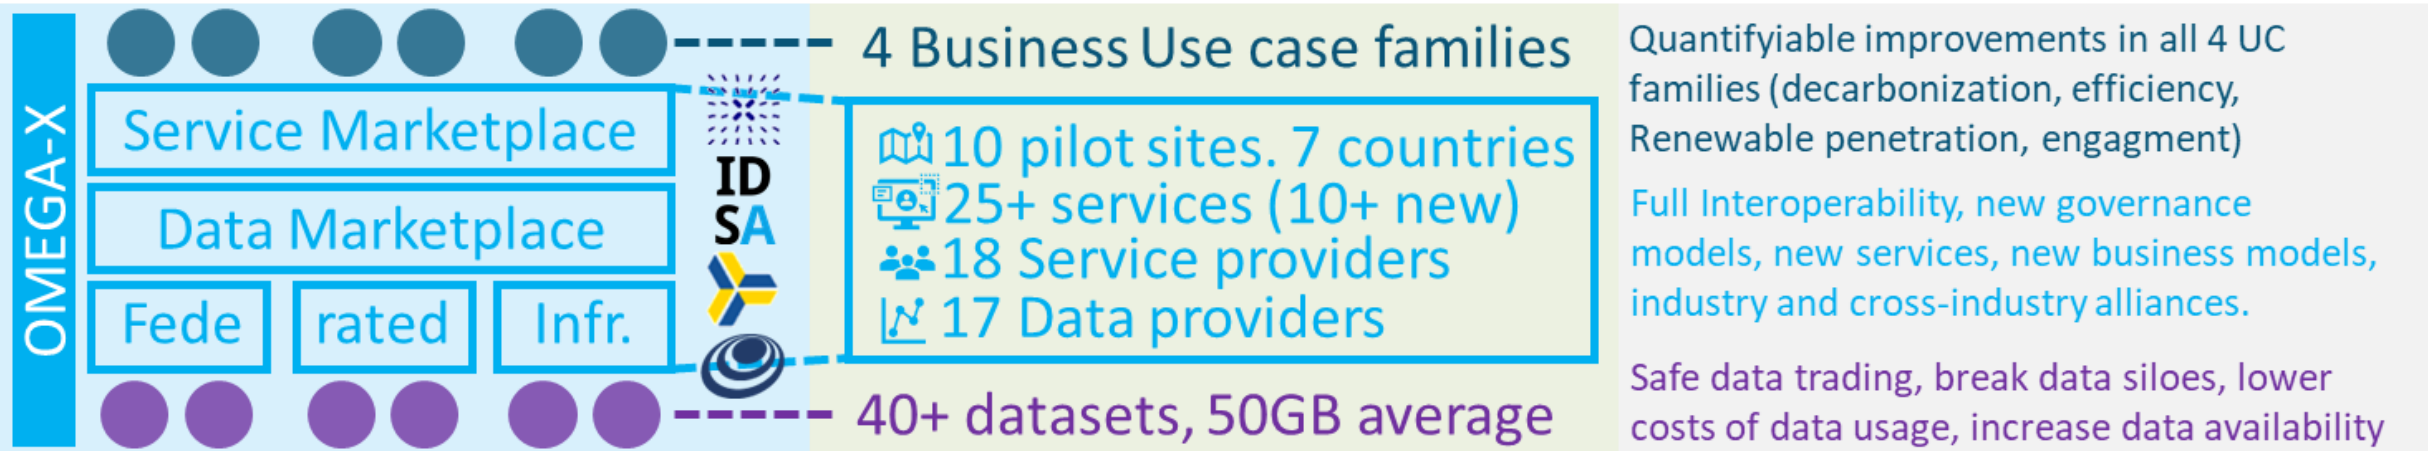 OMEGA-X
Service Marketplace
Data Marketplace
Fede rated Infr.
ID
SA
4 Business Use case families
10 pilot sites. 7 countries
25+ services (10+ new)
18 Service providers
17 Data providers
40+ datasets, 50GB average
Quantifyiable improvements in all 4 UC
families (decarbonization, efficiency,
Renewable penetration, engagment)
Full Interoperability, new governance
models, new services, new business models,
industry and cross-industry alliances.
Safe data trading, break data siloes, lower
costs of data usage, increase data availability